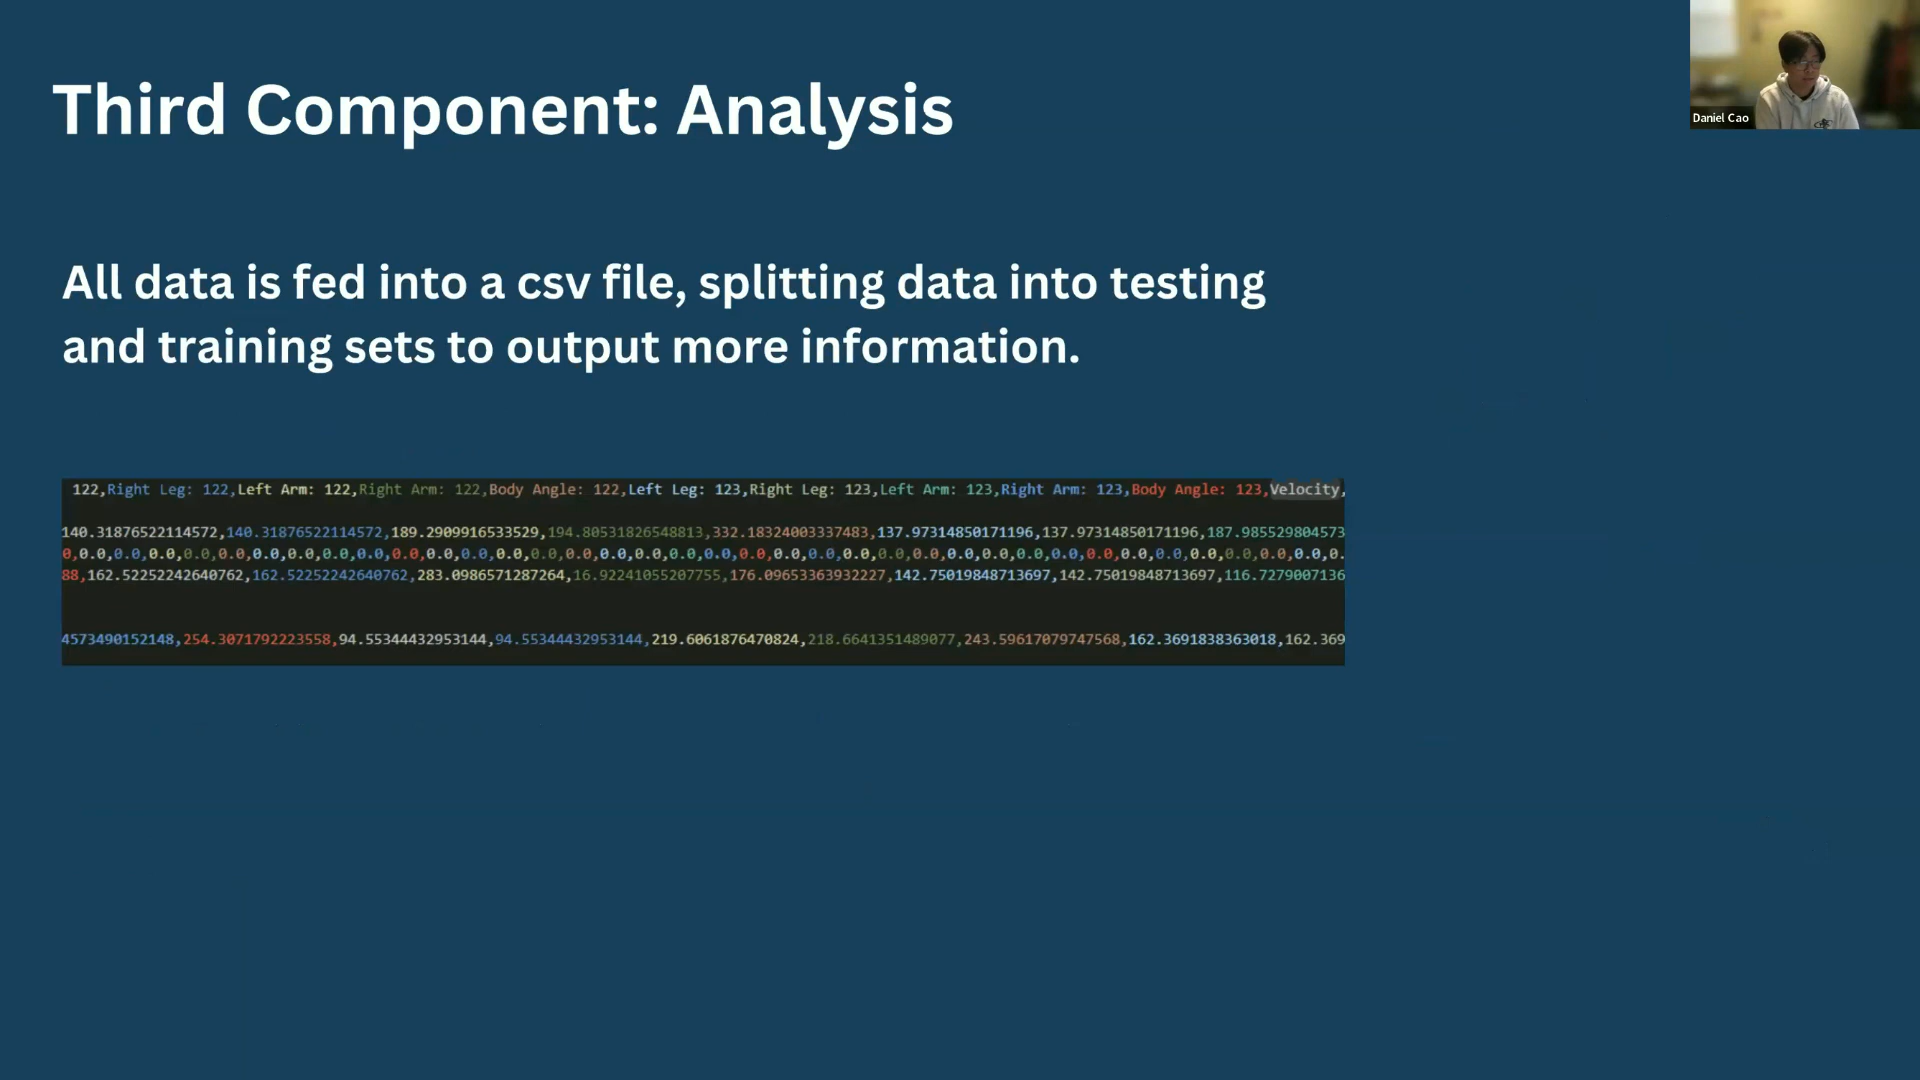 Third Component: Analysis
Daniel Cao
All data is fed into a csv file, splitting data into testing
and training sets to output more information.
122,Right Leg: 122,Left Arm: 122,Right Arm: 122,Body Angle: 122,Left Leg: 123,Right Leg: 123,Left Arm: 123,Right Arm: 123,Body Angle: 123,Velocity,
140.31876522114572,140.31876522114572,189.2909916533529,194.80531826548813,332.18324003337483,137.97314850171196,137.97314850171196,187.985529804573
0,0.0,0.0,0.0,0.0,0.0,0.0,0.0,0.0,0.0,0.0,0.0,0.0,0.0,0.0,0.0,0.0,0.0,0.0,0.0,0.0,0.0,0.0,0.0,0.0,0.0,0.0,0.0,0.0,0.0,0.0,0.0,0.0,0.0,0.0,0.0,0.
88,162.52252242640762,162.52252242640762,283.0986571287264,16.92241055207755,176.09653363932227,142.75019848713697,142.75019848713697,116.7279007136
4573490152148,254.3071792223558,94.55344432953144,94.55344432953144,219.6061876470824,218.6641351489077,243.59617079747568,162.3691838363018,162.369